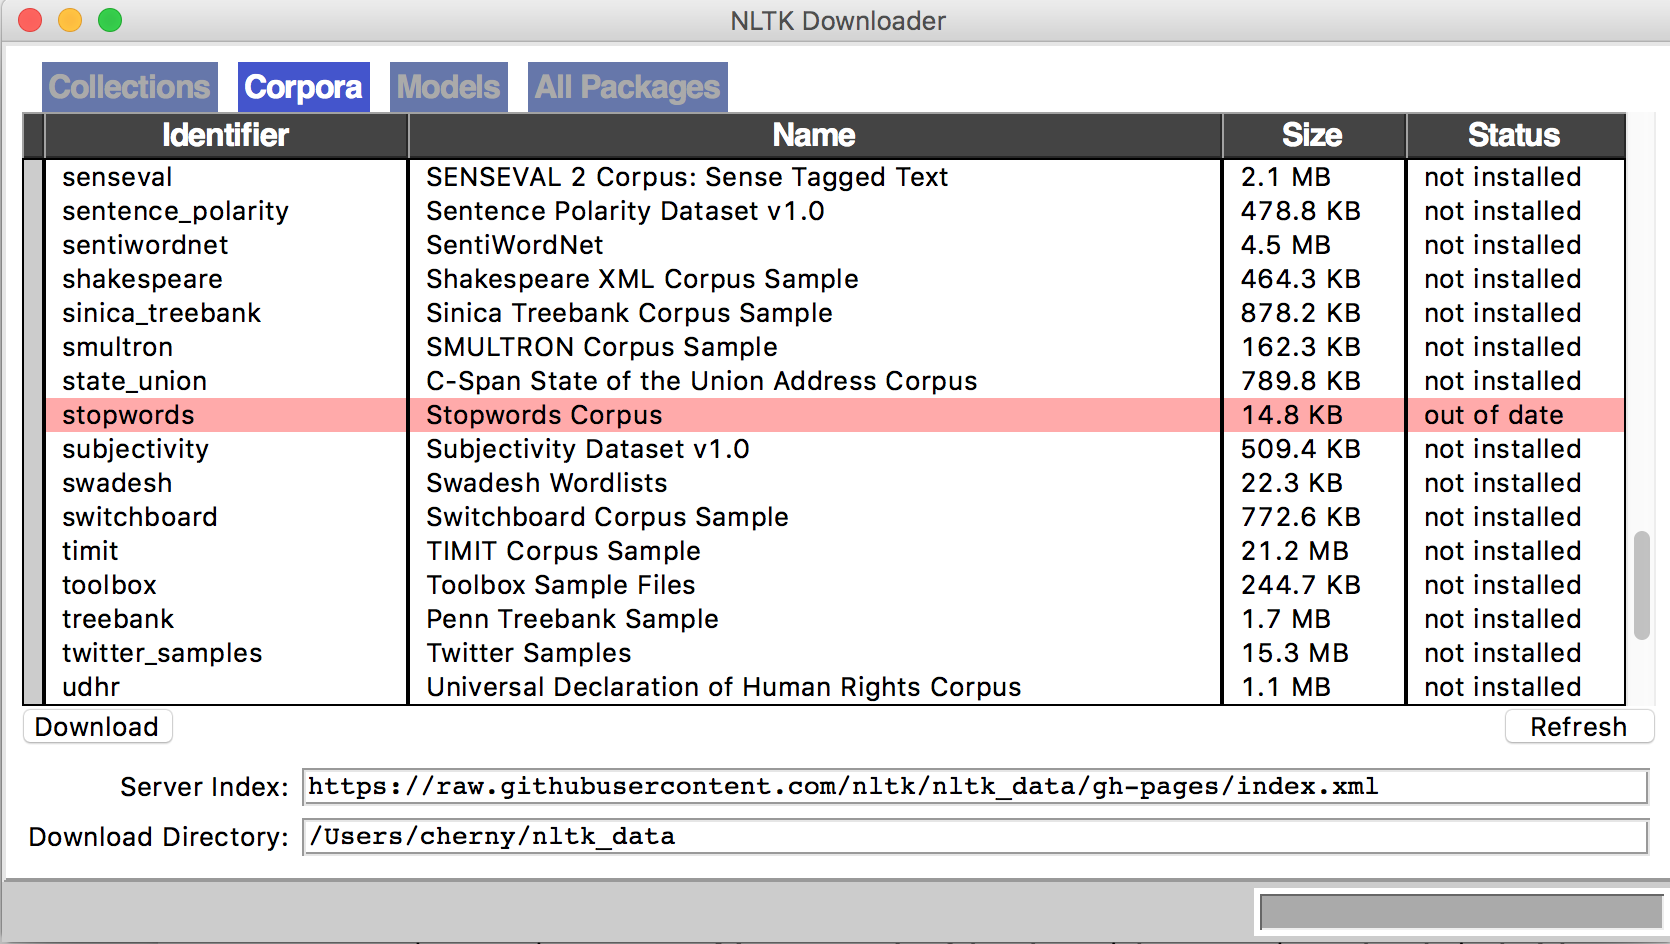 NLTK Downloader
Collections Corpora Models All Packages
Identifier Name Size Status
senseval SENSEVAL 2 Corpus: Sense Tagged Text 2.1 MB not installed
sentence_polarity Sentence Polarity Dataset v1.0 478.8 KB not installed
sentiwordnet SentiWordNet 4.5 MB not installed
shakespeare Shakespeare XML Corpus Sample 464.3 KB not installed
sinica_treebank Sinica Treebank Corpus Sample 878.2 KB not installed
smultron SMULTRON Corpus Sample 162.3 KB not installed
state_union C-Span State of the Union Address Corpus 789.8 KB not installed
stopwords Stopwords Corpus 14.8 KB out of date
subjectivity Subjectivity Dataset v1.0 509.4 KB not installed
swadesh Swadesh Wordlists 22.3 KB not installed
switchboard Switchboard Corpus Sample 772.6 KB not installed
timit TIMIT Corpus Sample 21.2 MB not installed
toolbox Toolbox Sample Files 244.7 KB not installed
treebank Penn Treebank Sample 1.7 MB not installed
twitter_samples Twitter Samples 15.3 MB not installed
udhr Universal Declaration of Human Rights Corpus 1.1 MB not installed
Download Refresh
Server Index: https://raw.githubusercontent.com/nltk/nltk_data/gh-pages/index.xml
Download Directory: /Users/cherny/nltk_data